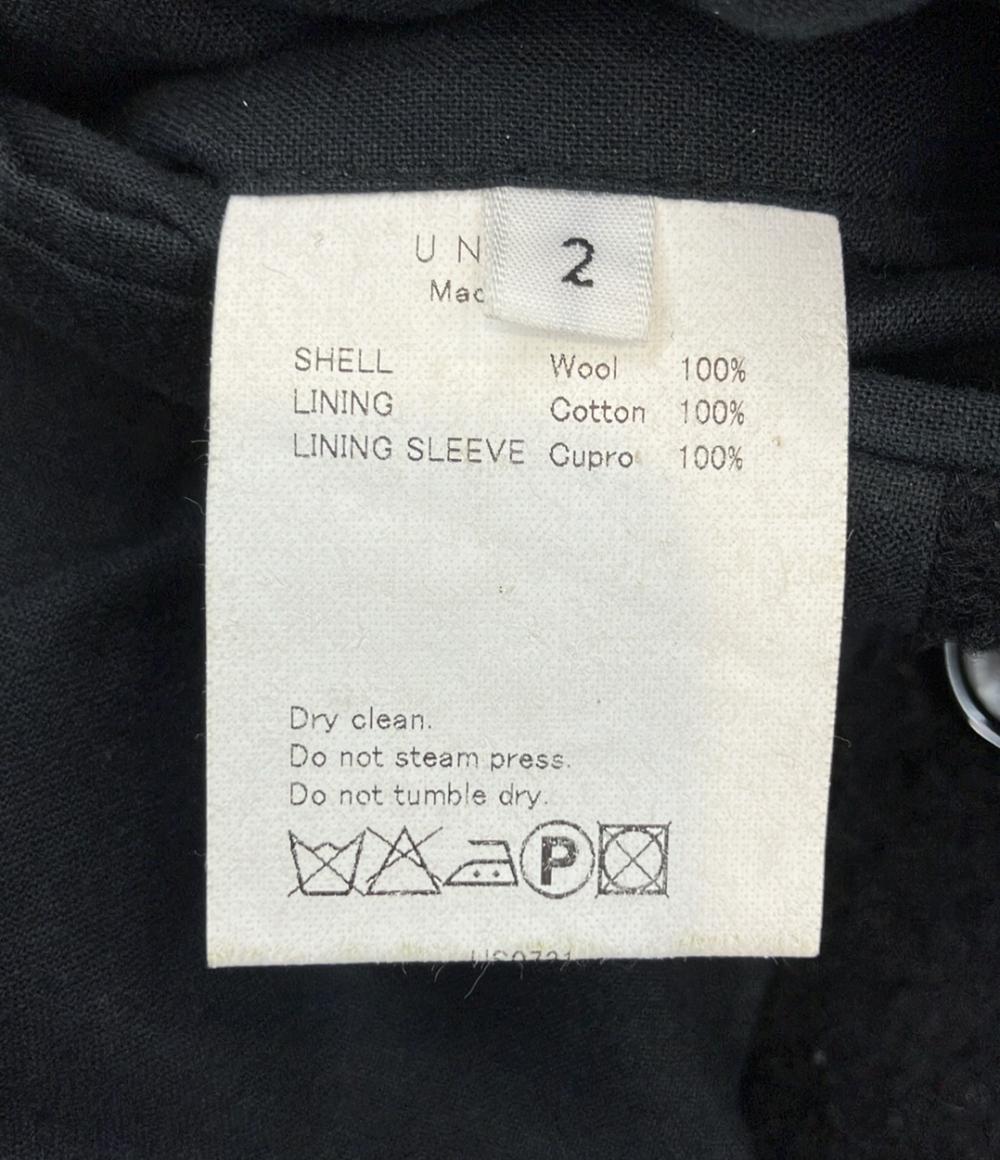 2
U N
Mad
SHELL Wool 100%
LINING Cotton 100%
LINING SLEEVE Cupro 100%
Dry clean.
Do not steam press.
Do not tumble dry.
P